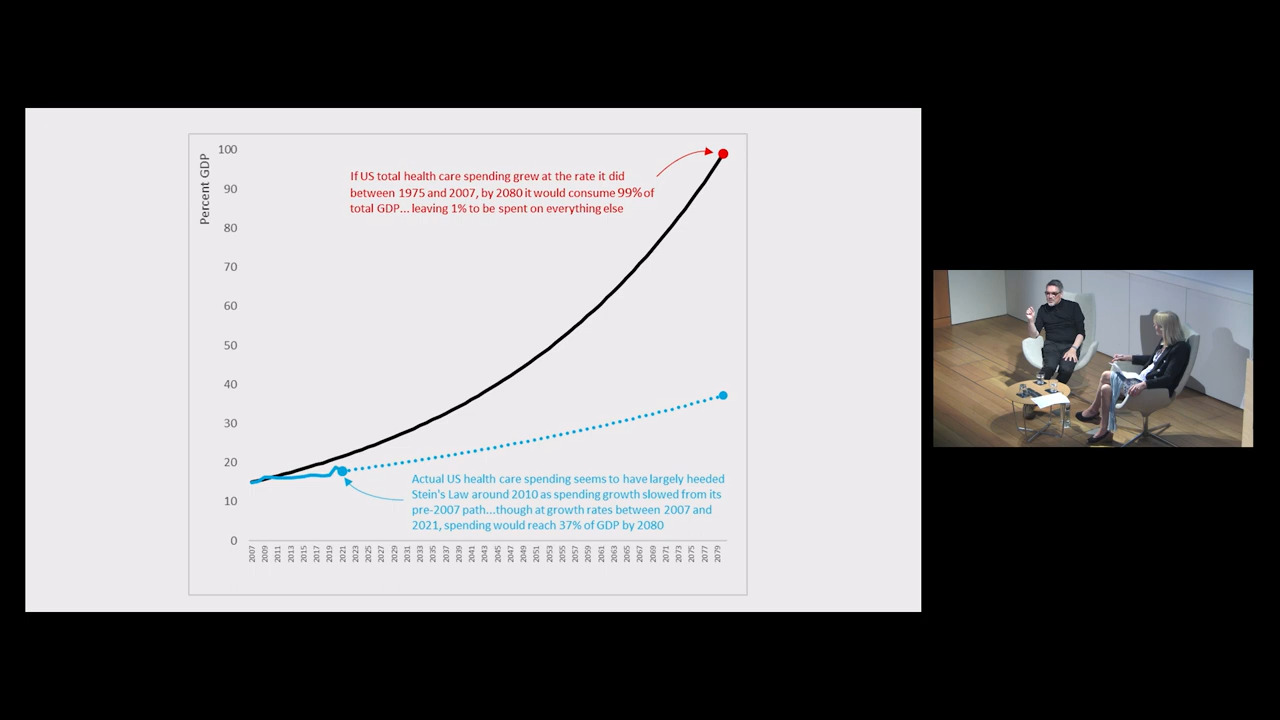 Percent GDP
100
90
80
70
60
50
40
30
20
10
0
If US total health care spending grew at the rate it did
between 1975 and 2007, by 2080 it would consume 99% of
total GDP... leaving 1% to be spent on everything else
Actual US health care spending seems to have largely heeded
Stein's Law around 2010 as spending growth slowed from its
pre-2007 path...though at growth rates between 2007 and
2021, spending would reach 37% of GDP by 2080
2007 2009 2011 2013 2015 2017 2019 2021 2023 2025 2027 2029 2031 2033 2035 2037 2039 2041 2043 2045 2047 2049 2051 2053 2055 2057 2059 2061 2063 2065 2067 2069 2071 2073 2075 2077 2079